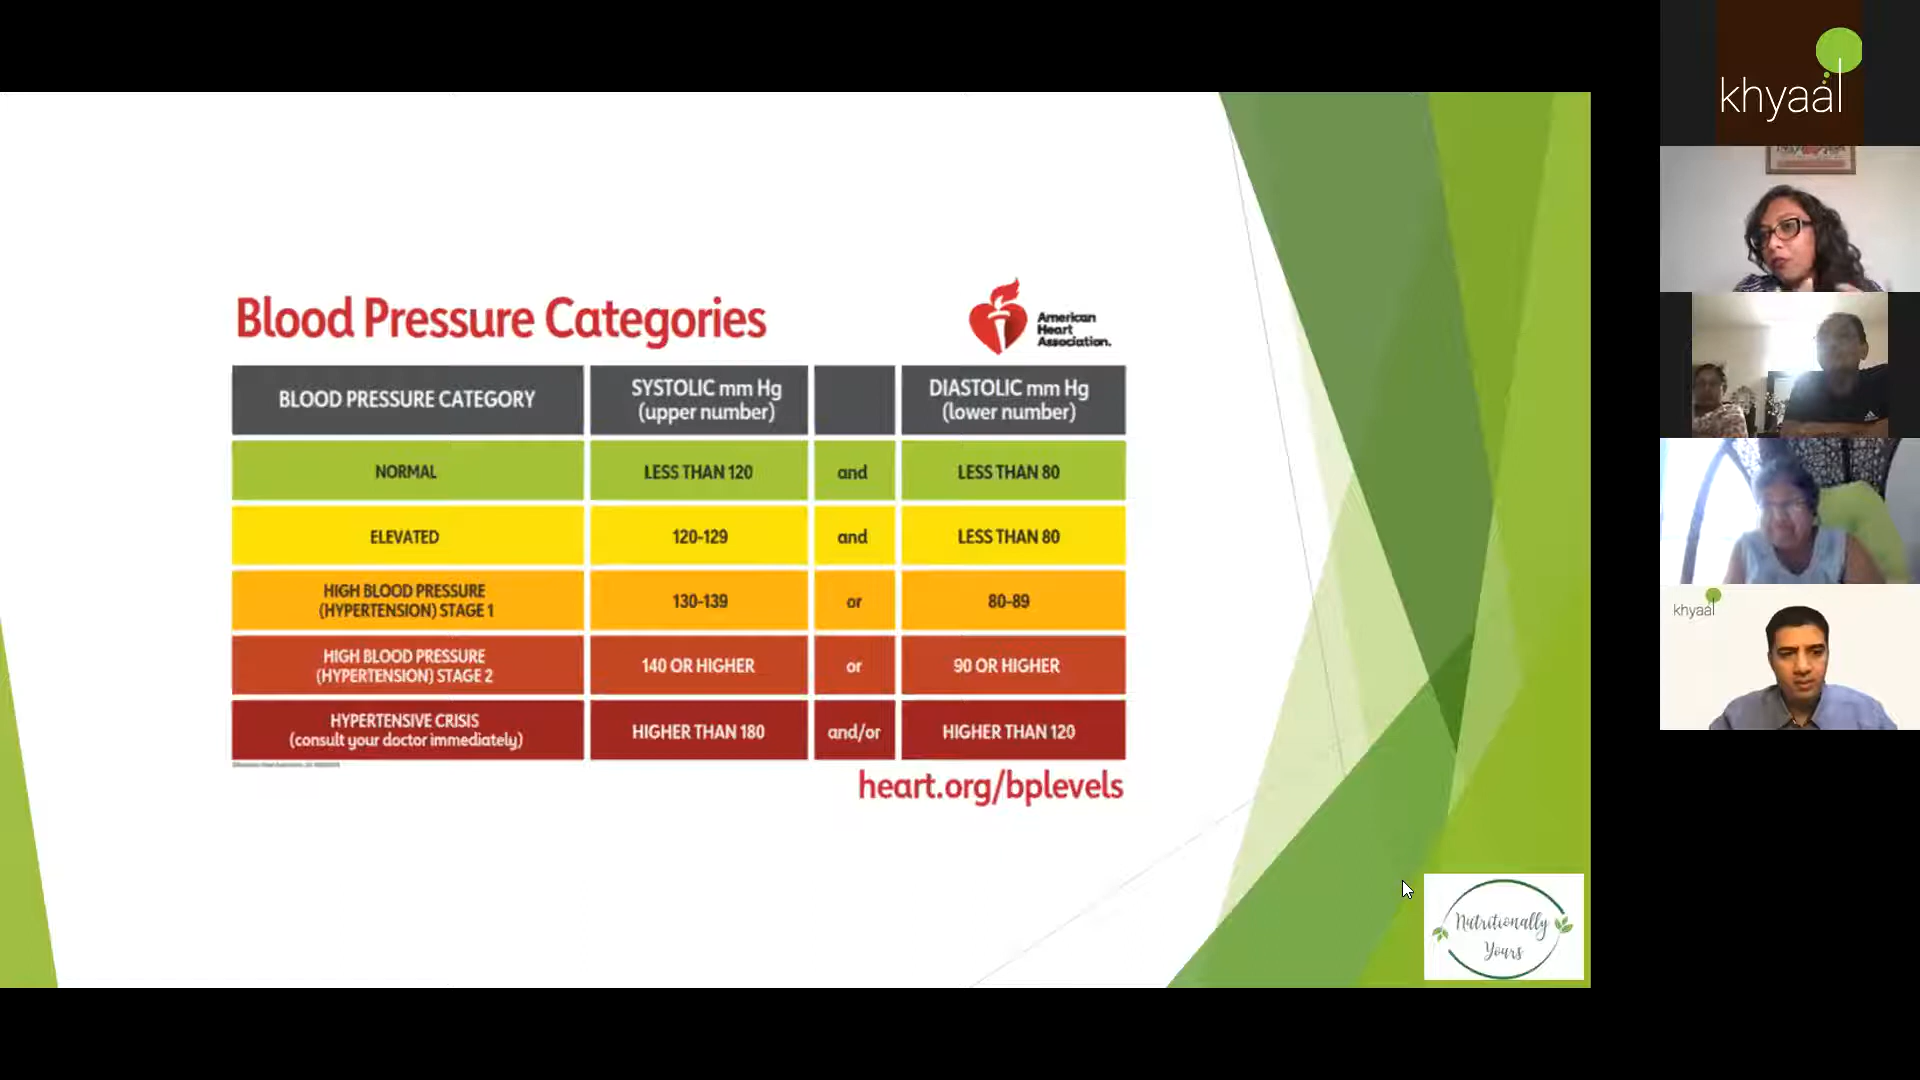 khyaal
Blood Pressure Categories
American
Heart
Association.
BLOOD PRESSURE CATEGORY
SYSTOLIC mm Hg
(upper number)
DIASTOLIC mm Hg
(lower number)
NORMAL
LESS THAN 120
and
LESS THAN 80
ELEVATED
120-129
and
LESS THAN 80
HIGH BLOOD PRESSURE
(HYPERTENSION) STAGE 1
130-139
or
80-89
HIGH BLOOD PRESSURE
(HYPERTENSION) STAGE 2
140 OR HIGHER
or
90 OR HIGHER
HYPERTENSIVE CRISIS
(consult your doctor immediately)
HIGHER THAN 180
and/or
HIGHER THAN 120
heart.org/bplevels
Nutritionally
Yours
khyaal